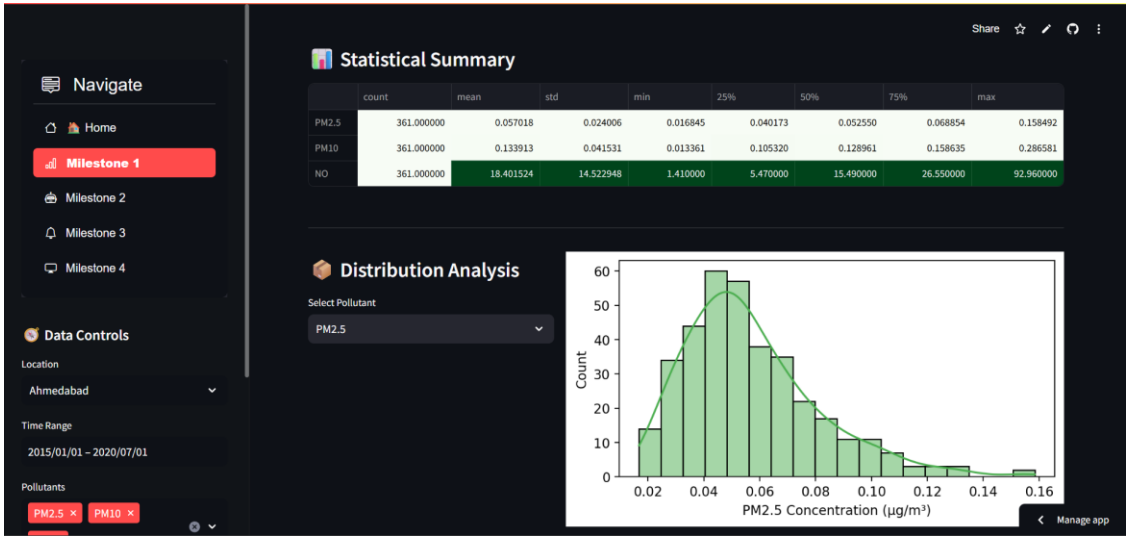 Share
Navigate
Home
Milestone 1
Milestone 2
Milestone 3
Milestone 4
Data Controls
Location
Ahmedabad
Time Range
2015/01/01 – 2020/07/01
Pollutants
PM2.5 × PM10 ×
Statistical Summary
count mean std min 25% 50% 75% max
PM2.5 361.000000 0.057018 0.024006 0.016845 0.040173 0.052550 0.068854 0.158492
PM10 361.000000 0.133913 0.041531 0.013361 0.105320 0.128961 0.158635 0.286581
NO 361.000000 18.401524 14.522948 1.410000 5.470000 15.490000 26.550000 92.960000
Distribution Analysis
Select Pollutant
PM2.5
Count
60
50
40
30
20
10
0
0.02 0.04 0.06 0.08 0.10 0.12 0.14 0.16
PM2.5 Concentration (µg/m³)
Manage app